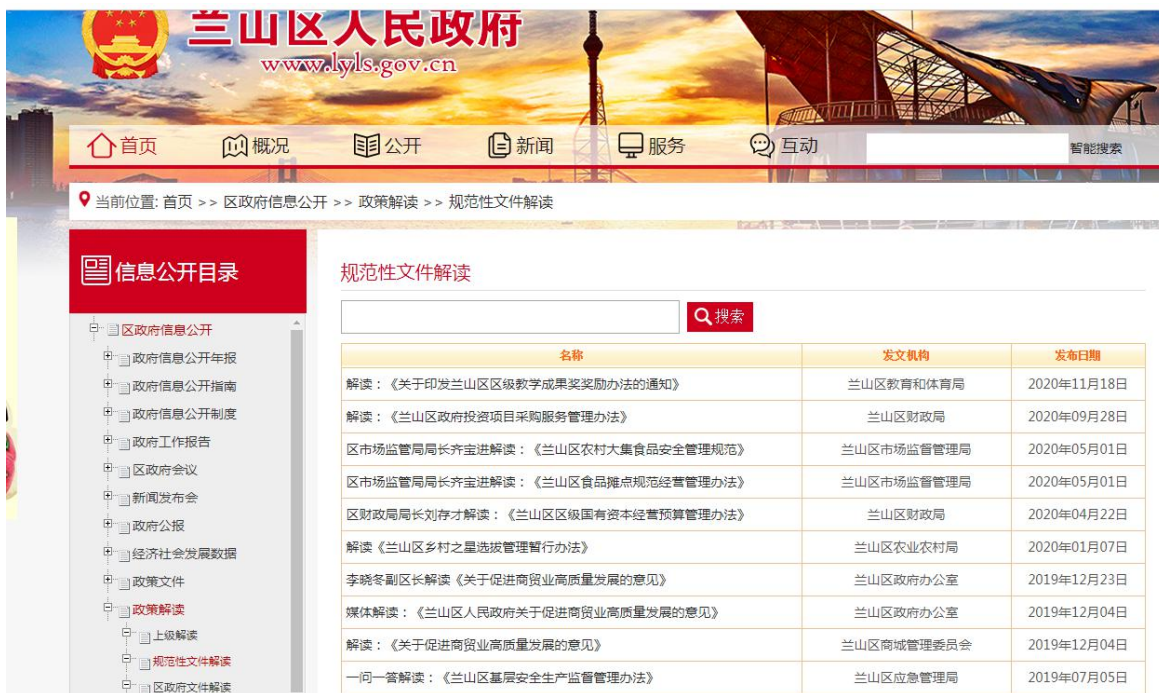 兰山区人民政府
www.lyls.gov.cn
首页 概况 公开 新闻 服务 互动 智能搜索
当前位置: 首页 >> 区政府信息公开 >> 政策解读 >> 规范性文件解读
信息公开目录
区政府信息公开
政府信息公开年报
政府信息公开指南
政府信息公开制度
政府工作报告
区政府会议
新闻发布会
政府公报
经济社会发展数据
政策文件
政策解读
上级解读
规范性文件解读
区政府文件解读
规范性文件解读
搜索
名称 发文机构 发布日期
解读：《关于印发兰山区区级教学成果奖奖励办法的通知》 兰山区教育和体育局 2020年11月18日
解读：《兰山区政府投资项目采购服务管理办法》 兰山区财政局 2020年09月28日
区市场监管局局长齐宝进解读：《兰山区农村大集食品安全管理规范》 兰山区市场监督管理局 2020年05月01日
区市场监管局局长齐宝进解读：《兰山区食品摊点规范经营管理办法》 兰山区市场监督管理局 2020年05月01日
区财政局局长刘存才解读：《兰山区区级国有资本经营预算管理办法》 兰山区财政局 2020年04月22日
解读《兰山区乡村之星选拔管理暂行办法》 兰山区农业农村局 2020年01月07日
李晓冬副区长解读《关于促进商贸业高质量发展的意见》 兰山区政府办公室 2019年12月23日
媒体解读：《兰山区人民政府关于促进商贸业高质量发展的意见》 兰山区政府办公室 2019年12月04日
解读：《关于促进商贸业高质量发展的意见》 兰山区商城管理委员会 2019年12月04日
一问一答解读：《兰山区基层安全生产监督管理办法》 兰山区应急管理局 2019年07月05日